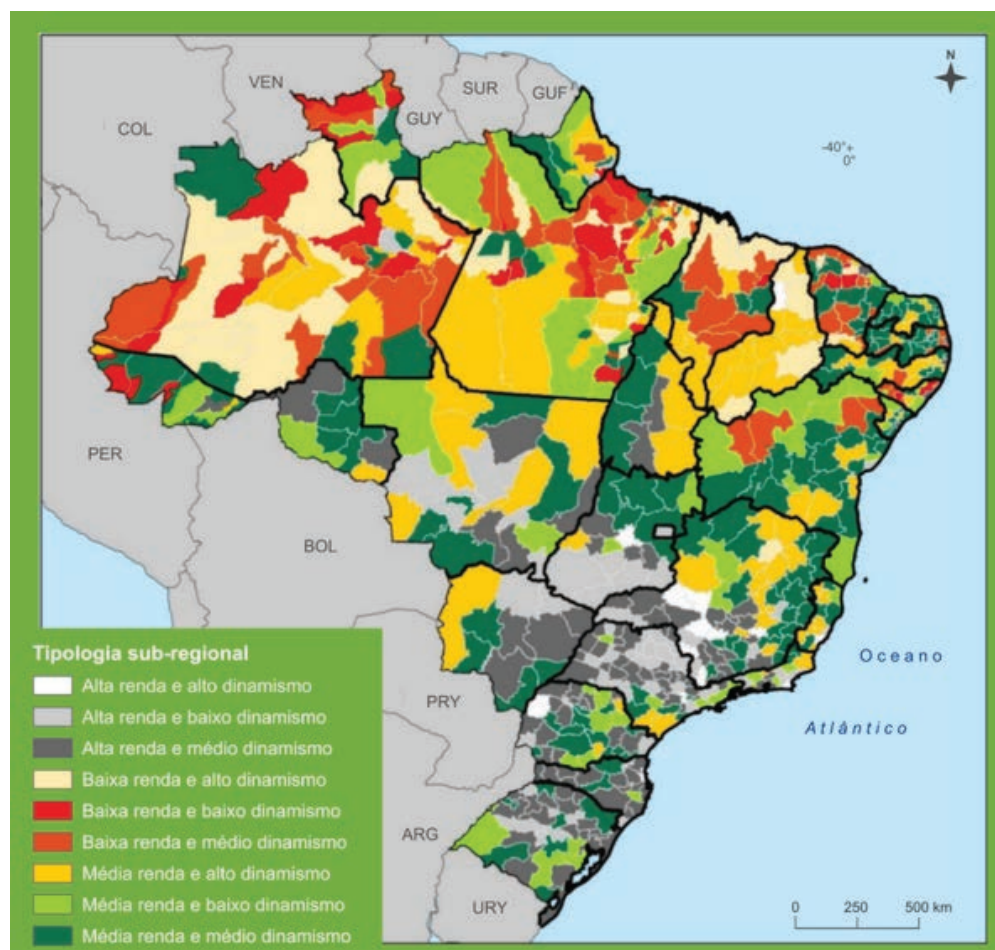 N
VEN
SUR
GUF
GUY
COL
-40°+
0°
PER
BOL
PRY
ARG
URY
Oceano
Atlântico
Tipologia sub-regional
Alta renda e alto dinamismo
Alta renda e baixo dinamismo
Alta renda e médio dinamismo
Baixa renda e alto dinamismo
Baixa renda e baixo dinamismo
Baixa renda e médio dinamismo
Média renda e alto dinamismo
Média renda e baixo dinamismo
Média renda e médio dinamismo
0 250 500 km